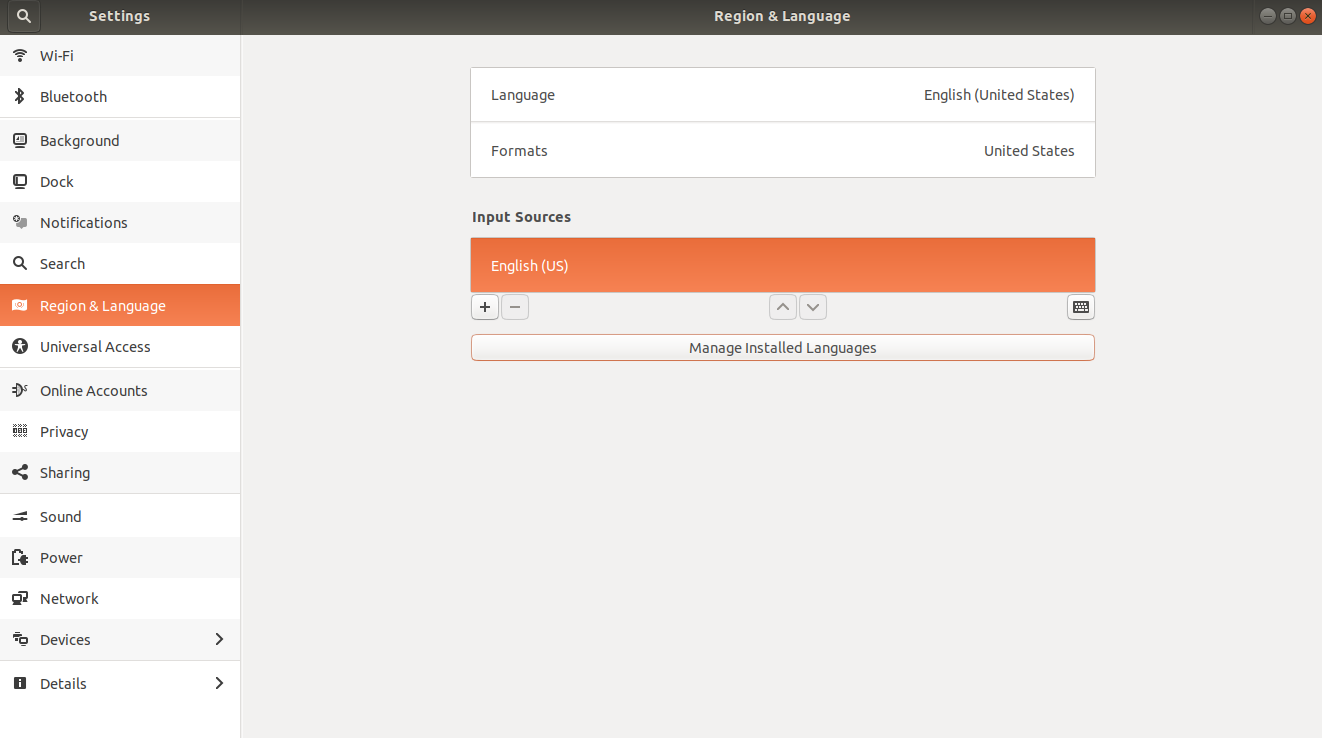 Settings
Region & Language
Wi-Fi
Bluetooth
Background
Dock
Notifications
Search
Region & Language
Universal Access
Online Accounts
Privacy
Sharing
Sound
Power
Network
Devices
Details
Language English (United States)
Formats United States
Input Sources
English (US)
Manage Installed Languages